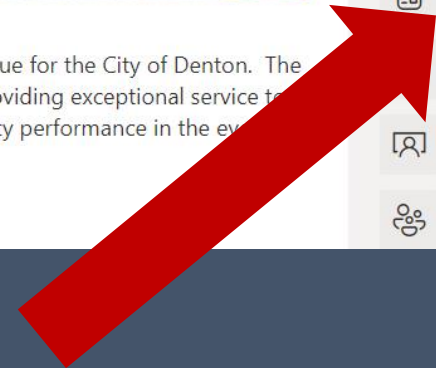 ue for the City of Denton. The
oviding exceptional service
ty performance in the